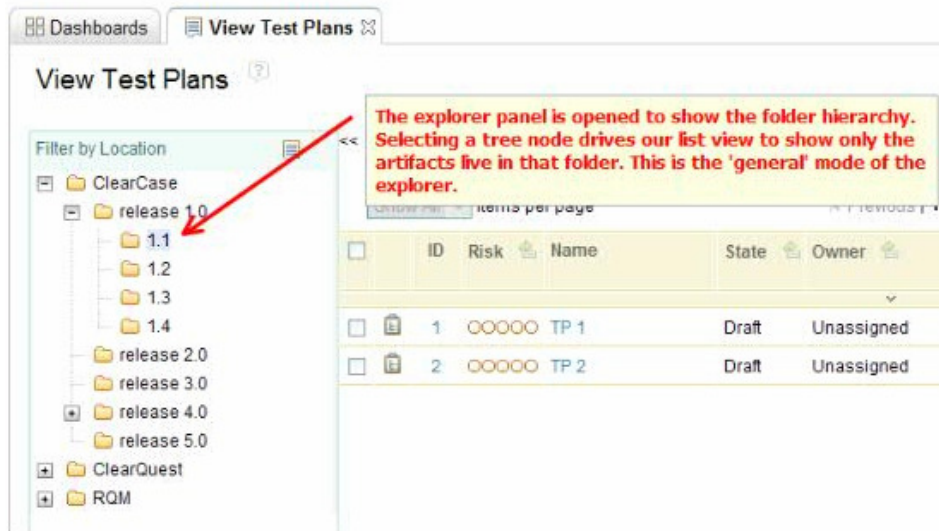 Dashboards
View Test Plans
View Test Plans
?
The explorer panel is opened to show the folder hierarchy.
Selecting a tree node drives our list view to show only the
artifacts live in that folder. This is the 'general' mode of the
explorer.
Filter by Location
<<
ClearCase
release 1.0
1.1
1.2
1.3
1.4
release 2.0
release 3.0
release 4.0
release 5.0
ClearQuest
RQM
Show All items per page
Previous
ID Risk Name State Owner
1 TP 1 Draft Unassigned
2 TP 2 Draft Unassigned